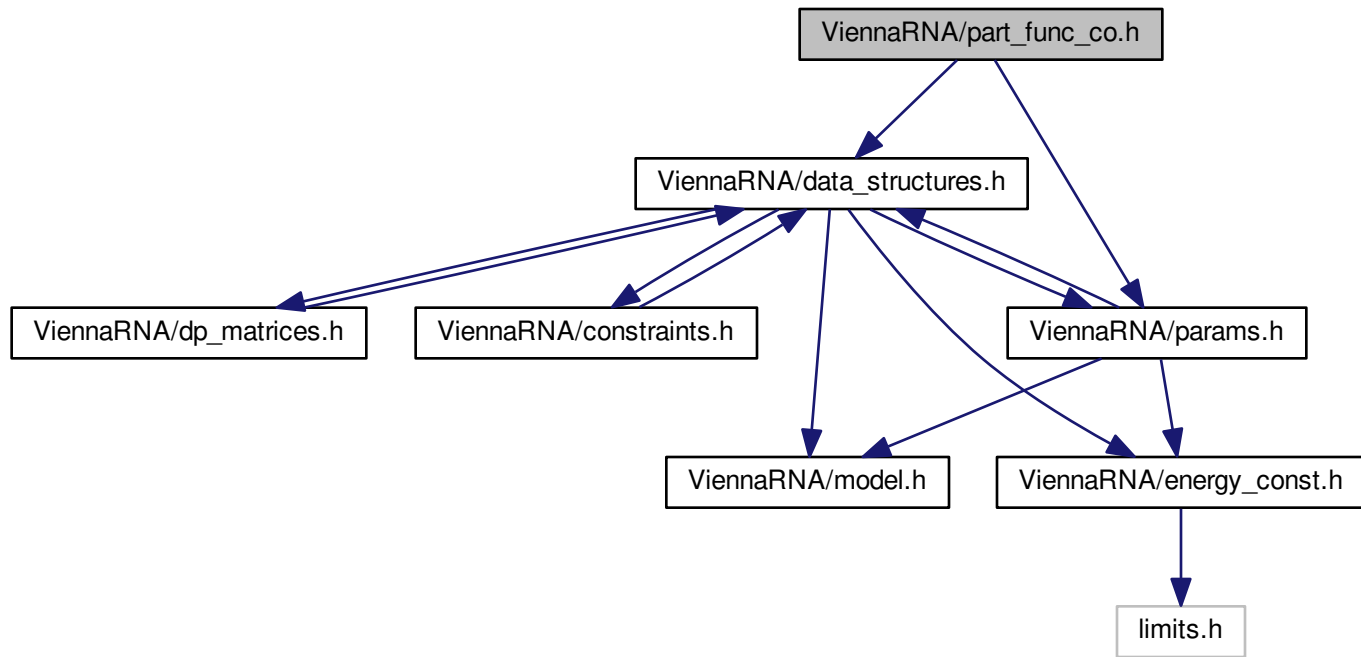 ViennaRNA/part_func_co.h
ViennaRNA/data_structures.h
ViennaRNA/dp_matrices.h
ViennaRNA/constraints.h
ViennaRNA/params.h
ViennaRNA/model.h
ViennaRNA/energy_const.h
limits.h